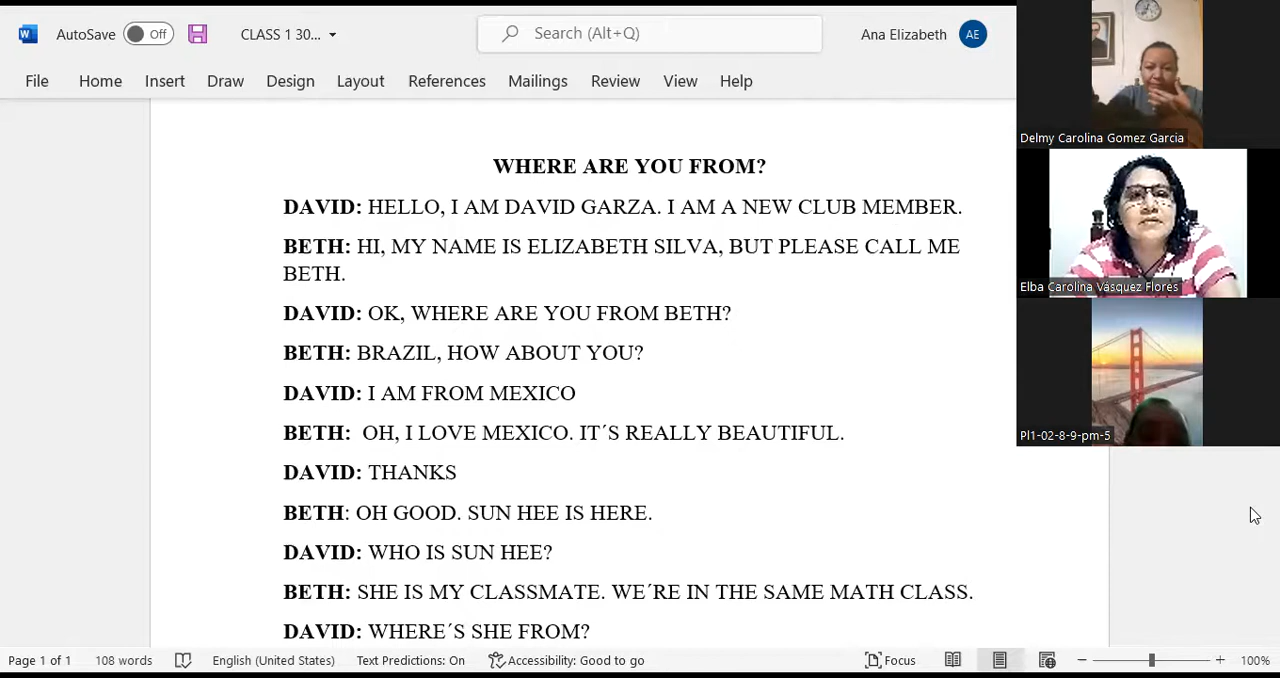 AutoSave Off CLASS 1 30... Search (Alt+Q) Ana Elizabeth AE
File Home Insert Draw Design Layout References Mailings Review View Help
Delmy Carolina Gomez Garcia
Elba Carolina Vásquez Flores
Pl1-02-8-9-pm-5
WHERE ARE YOU FROM?
DAVID: HELLO, I AM DAVID GARZA. I AM A NEW CLUB MEMBER.
BETH: HI, MY NAME IS ELIZABETH SILVA, BUT PLEASE CALL ME
BETH.
DAVID: OK, WHERE ARE YOU FROM BETH?
BETH: BRAZIL, HOW ABOUT YOU?
DAVID: I AM FROM MEXICO
BETH: OH, I LOVE MEXICO. IT´S REALLY BEAUTIFUL.
DAVID: THANKS
BETH: OH GOOD. SUN HEE IS HERE.
DAVID: WHO IS SUN HEE?
BETH: SHE IS MY CLASSMATE. WE´RE IN THE SAME MATH CLASS.
DAVID: WHERE´S SHE FROM?
Page 1 of 1 108 words English (United States) Text Predictions: On Accessibility: Good to go Focus 100%